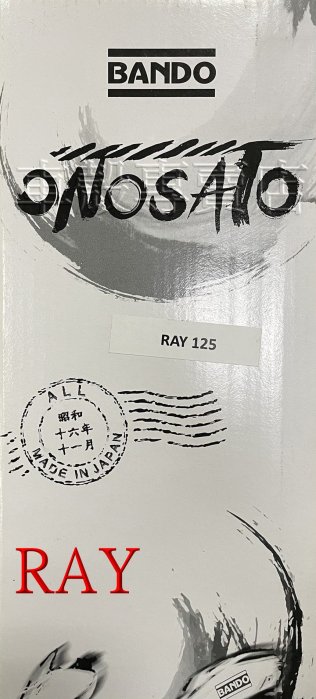 BANDO
ONOSATO
RAY 125
ALL
昭和
十六年
十一月
MADE IN JAPAN
RAY
BANDO